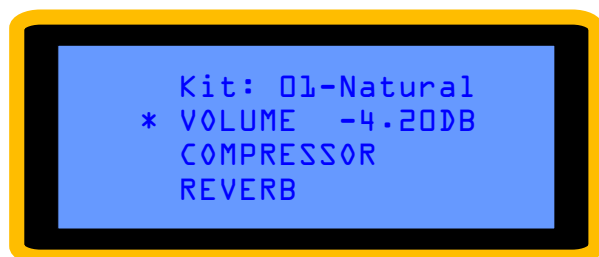 Kit: 01-Natural
* VOLUME -4.20DB
COMPRESSOR
REVERB